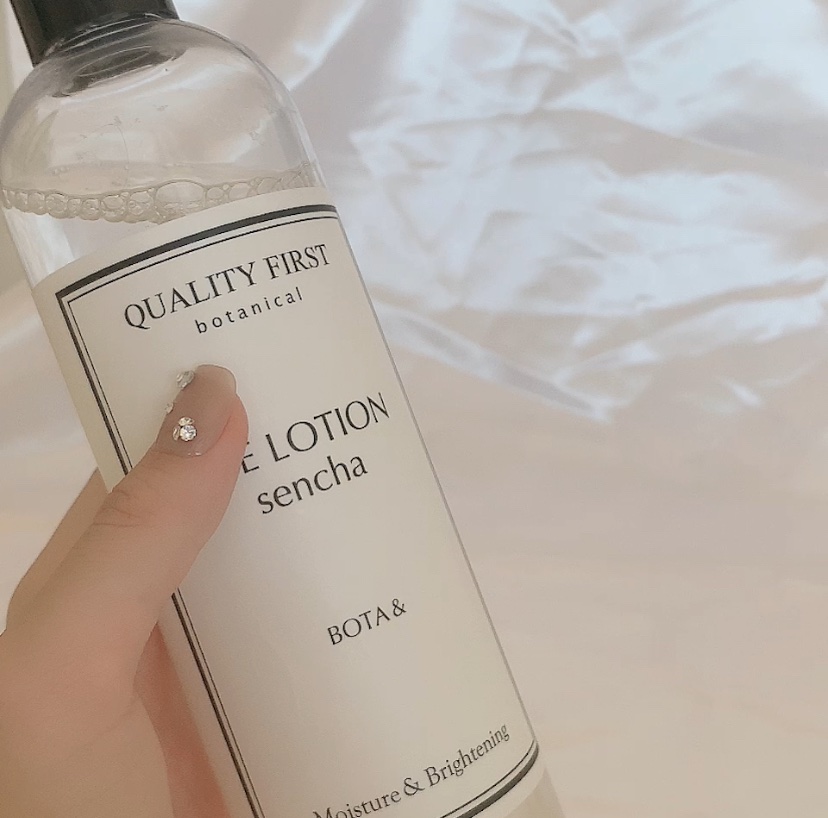 QUALITY FIRST
botanical
LOTION
sencha
BOTA &
Moisture & Brightening